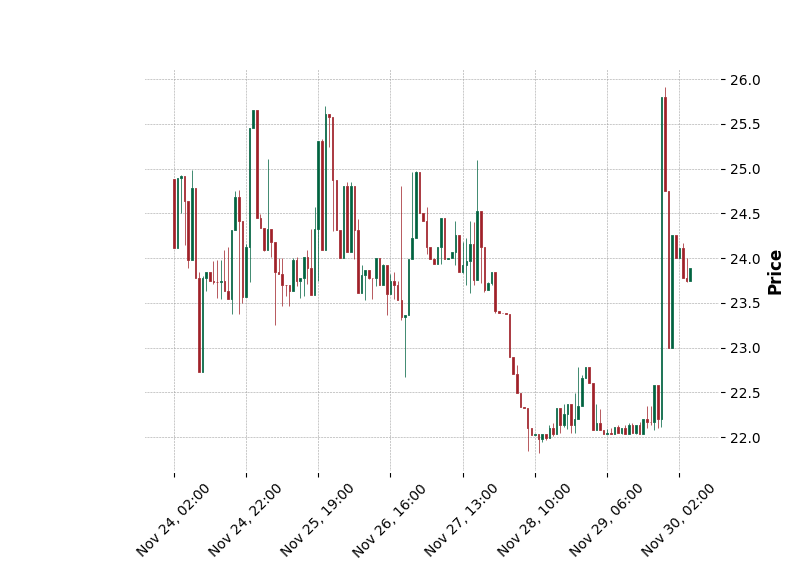 26.0
25.5
25.0
24.5
24.0
23.5
23.0
22.5
22.0
Price
Nov 24, 02:00
Nov 24, 22:00
Nov 25, 19:00
Nov 26, 16:00
Nov 27, 13:00
Nov 28, 10:00
Nov 29, 06:00
Nov 30, 02:00